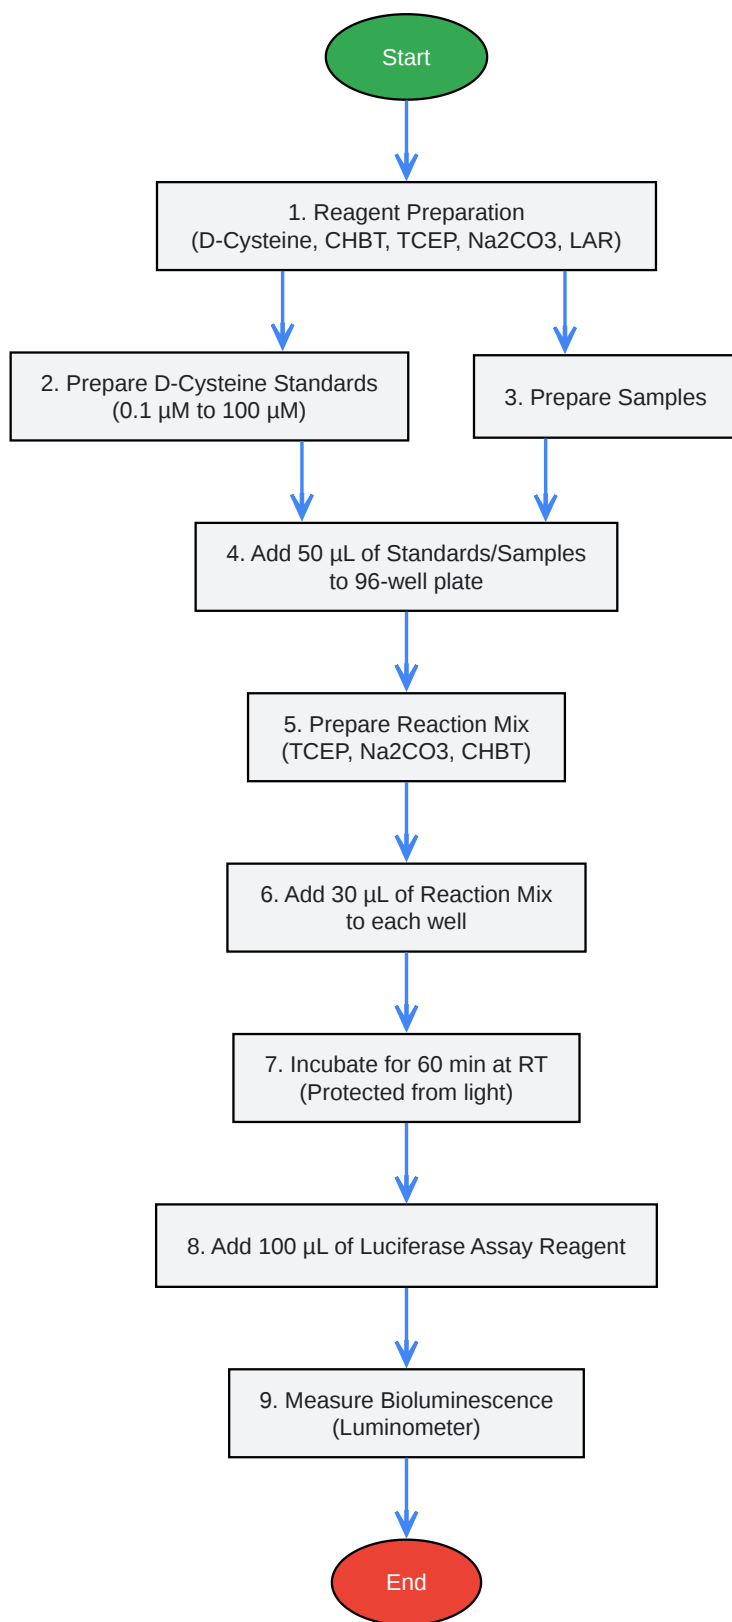 Start
1. Reagent Preparation
(D-Cysteine, CHBT, TCEP, Na2CO3, LAR)
2. Prepare D-Cysteine Standards
(0.1 µM to 100 µM)
3. Prepare Samples
4. Add 50 µL of Standards/Samples
to 96-well plate
5. Prepare Reaction Mix
(TCEP, Na2CO3, CHBT)
6. Add 30 µL of Reaction Mix
to each well
7. Incubate for 60 min at RT
(Protected from light)
8. Add 100 µL of Luciferase Assay Reagent
9. Measure Bioluminescence
(Luminometer)
End